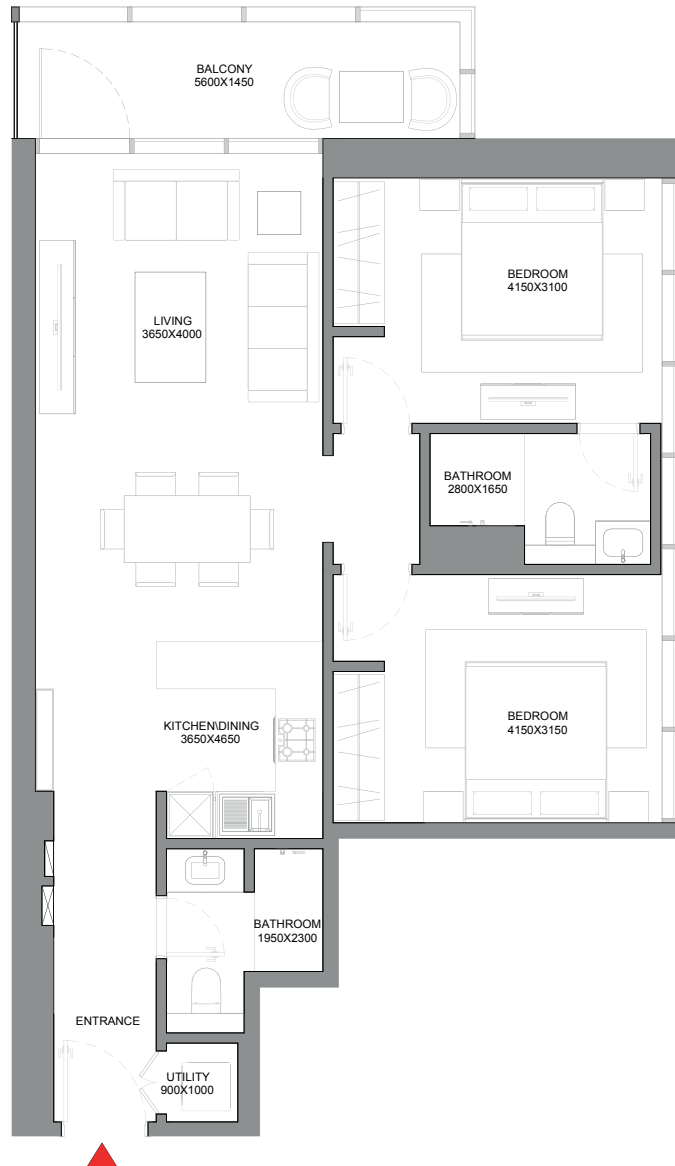 BALCONY
5600X1450
BEDROOM
4150X3100
LIVING
3650X4000
BATHROOM
2800X1650
KITCHEN\DINING
3650X4650
BEDROOM
4150X3150
BATHROOM
1950X2300
ENTRANCE
UTILITY
900X1000